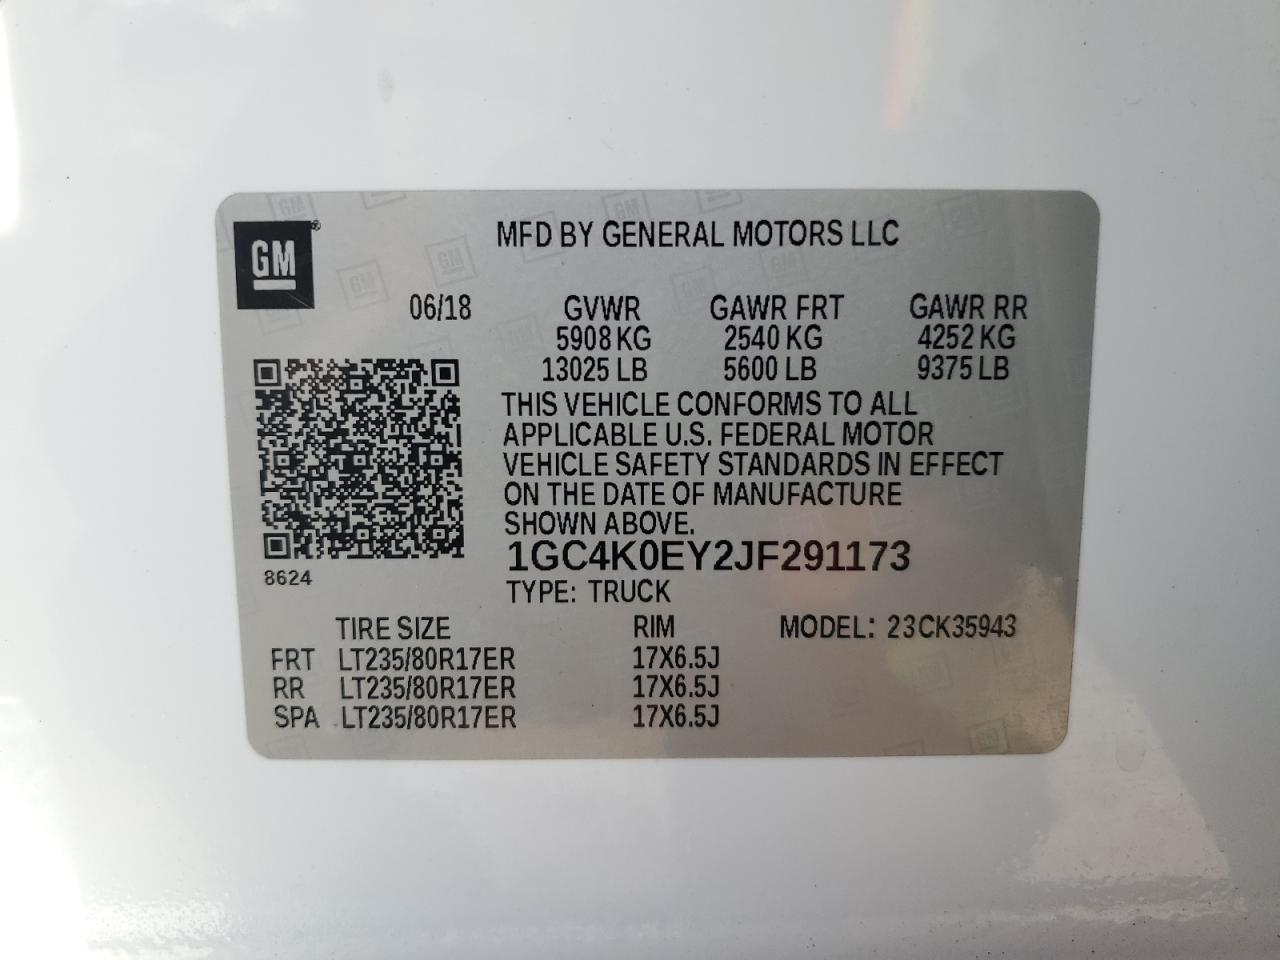 GM®
MFD BY GENERAL MOTORS LLC
06/18 GVWR GAWR FRT GAWR RR
5908 KG 2540 KG 4252 KG
13025 LB 5600 LB 9375 LB
THIS VEHICLE CONFORMS TO ALL
APPLICABLE U.S. FEDERAL MOTOR
VEHICLE SAFETY STANDARDS IN EFFECT
ON THE DATE OF MANUFACTURE
SHOWN ABOVE.
1GC4K0EY2JF291173
8624
TYPE: TRUCK
TIRE SIZE RIM MODEL: 23CK35943
FRT LT235/80R17ER 17X6.5J
RR LT235/80R17ER 17X6.5J
SPA LT235/80R17ER 17X6.5J